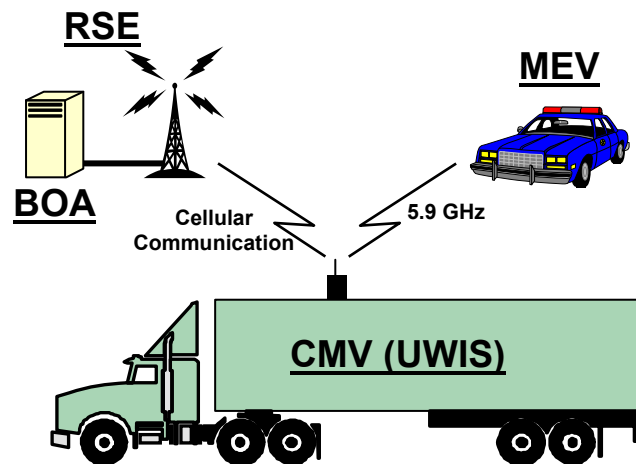 RSE
MEV
BOA
Cellular
Communication
5.9 GHz
CMV (UWIS)